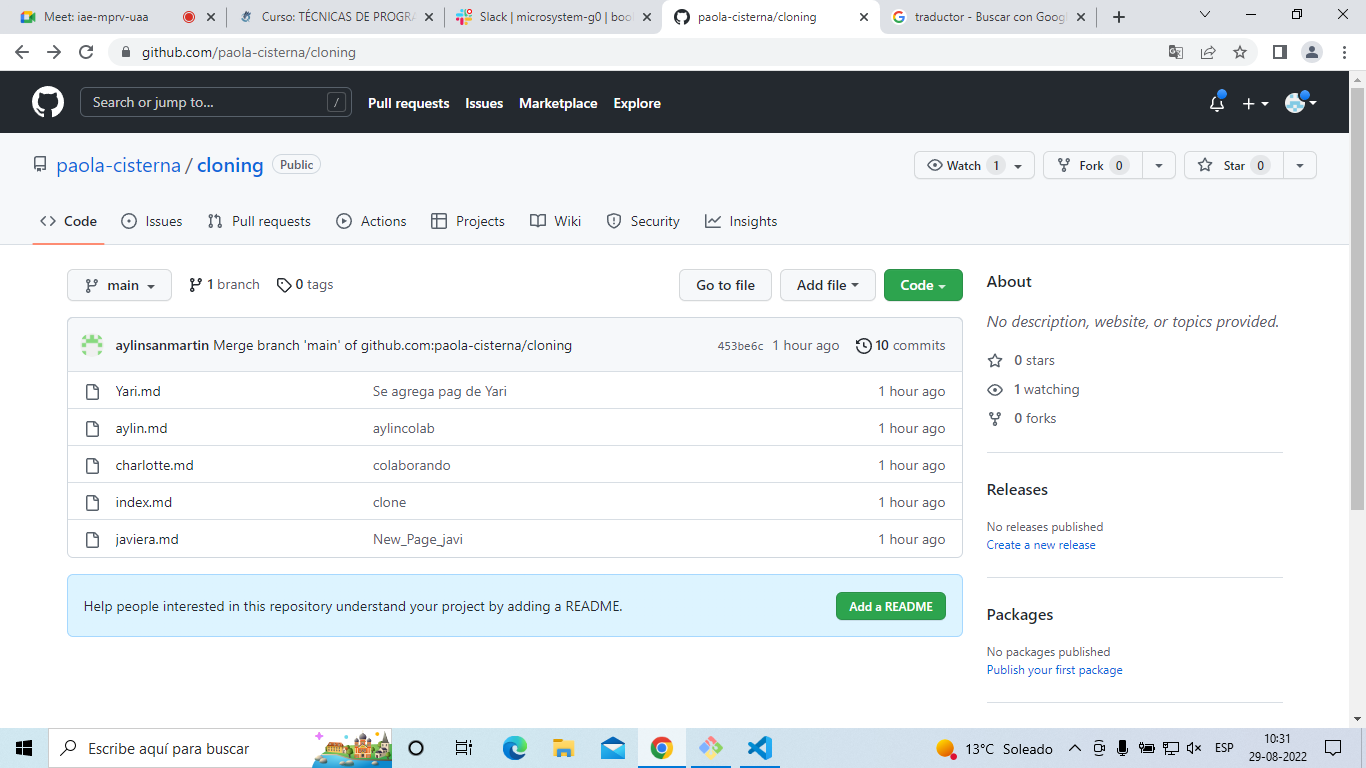 Meet: iae-mprv-uaa
Curso: TÉCNICAS DE PROGRA
Slack | microsystem-g0 | boo
paola-cisterna/cloning
traductor - Buscar con Googl
github.com/paola-cisterna/cloning
Search or jump to... /
Pull requests Issues Marketplace Explore
paola-cisterna / cloning Public
Watch 1 Fork 0 Star 0
Code Issues Pull requests Actions Projects Wiki Security Insights
main 1 branch 0 tags Go to file Add file Code
aylinsanmartin Merge branch 'main' of github.com:paola-cisterna/cloning 453be6c 1 hour ago 10 commits
Yari.md Se agrega pag de Yari 1 hour ago
aylin.md aylincolab 1 hour ago
charlotte.md colaborando 1 hour ago
index.md clone 1 hour ago
javiera.md New_Page_javi 1 hour ago
Help people interested in this repository understand your project by adding a README. Add a README
About
No description, website, or topics provided.
0 stars
1 watching
0 forks
Releases
No releases published
Create a new release
Packages
No packages published
Publish your first package
Escribe aquí para buscar
13°C Soleado
ESP
10:31
29-08-2022